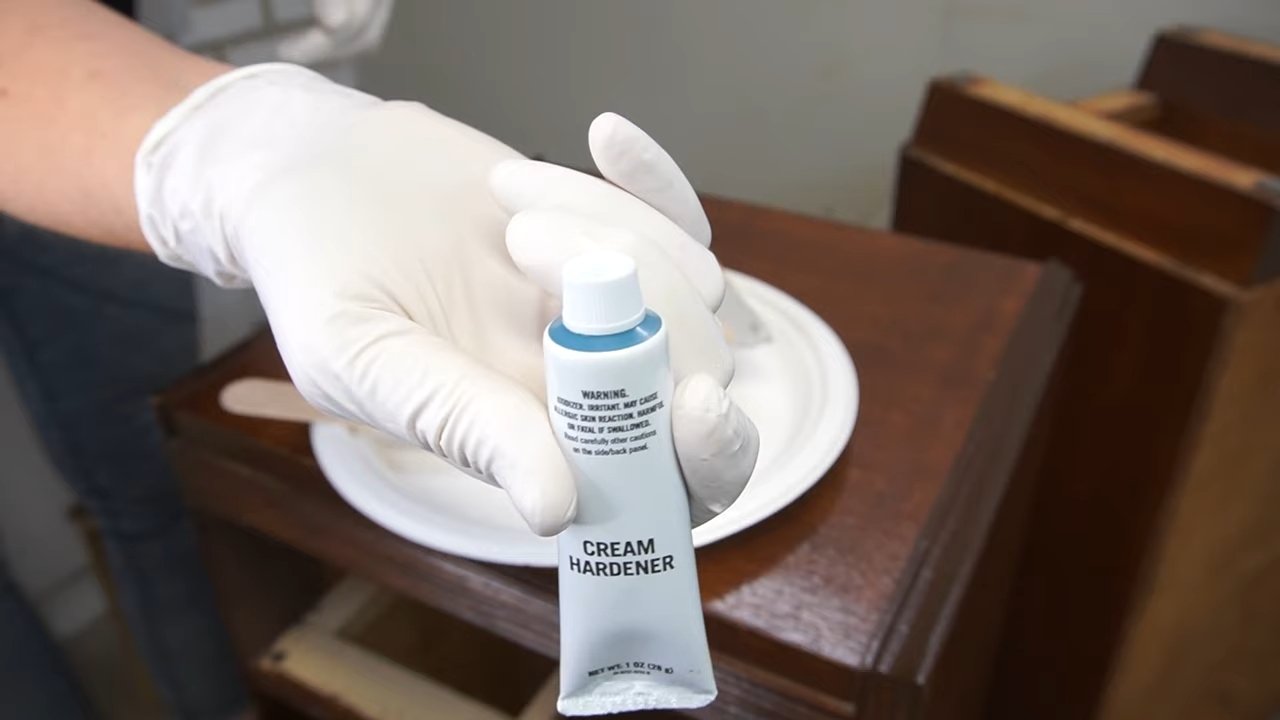 WARNING.
OXIDIZER. IRRITANT. MAY CAUSE
ALLERGIC SKIN REACTION. HARMFUL
OR FATAL IF SWALLOWED.
Read carefully other cautions
on the side/back panel.
CREAM
HARDENER
NET WT. 1 OZ (28 g)